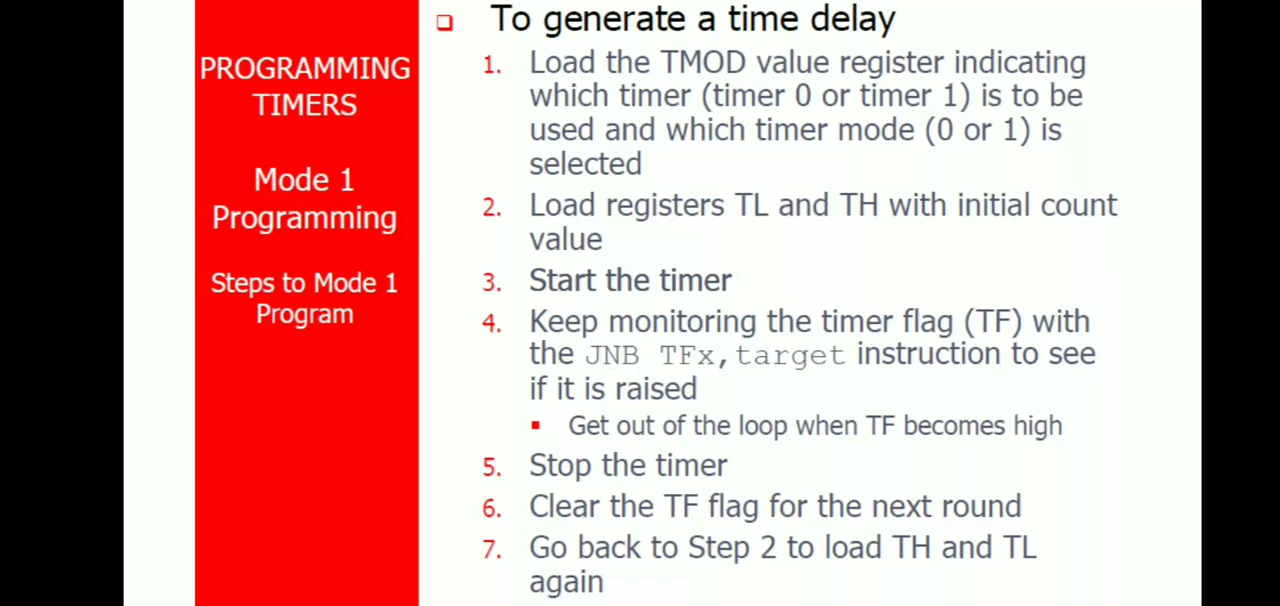 PROGRAMMING
TIMERS
Mode 1
Programming
Steps to Mode 1
Program
To generate a time delay
1. Load the TMOD value register indicating
which timer (timer 0 or timer 1) is to be
used and which timer mode (0 or 1) is
selected
2. Load registers TL and TH with initial count
value
3. Start the timer
4. Keep monitoring the timer flag (TF) with
the JNB TFx,target instruction to see
if it is raised
Get out of the loop when TF becomes high
5. Stop the timer
6. Clear the TF flag for the next round
7. Go back to Step 2 to load TH and TL
again